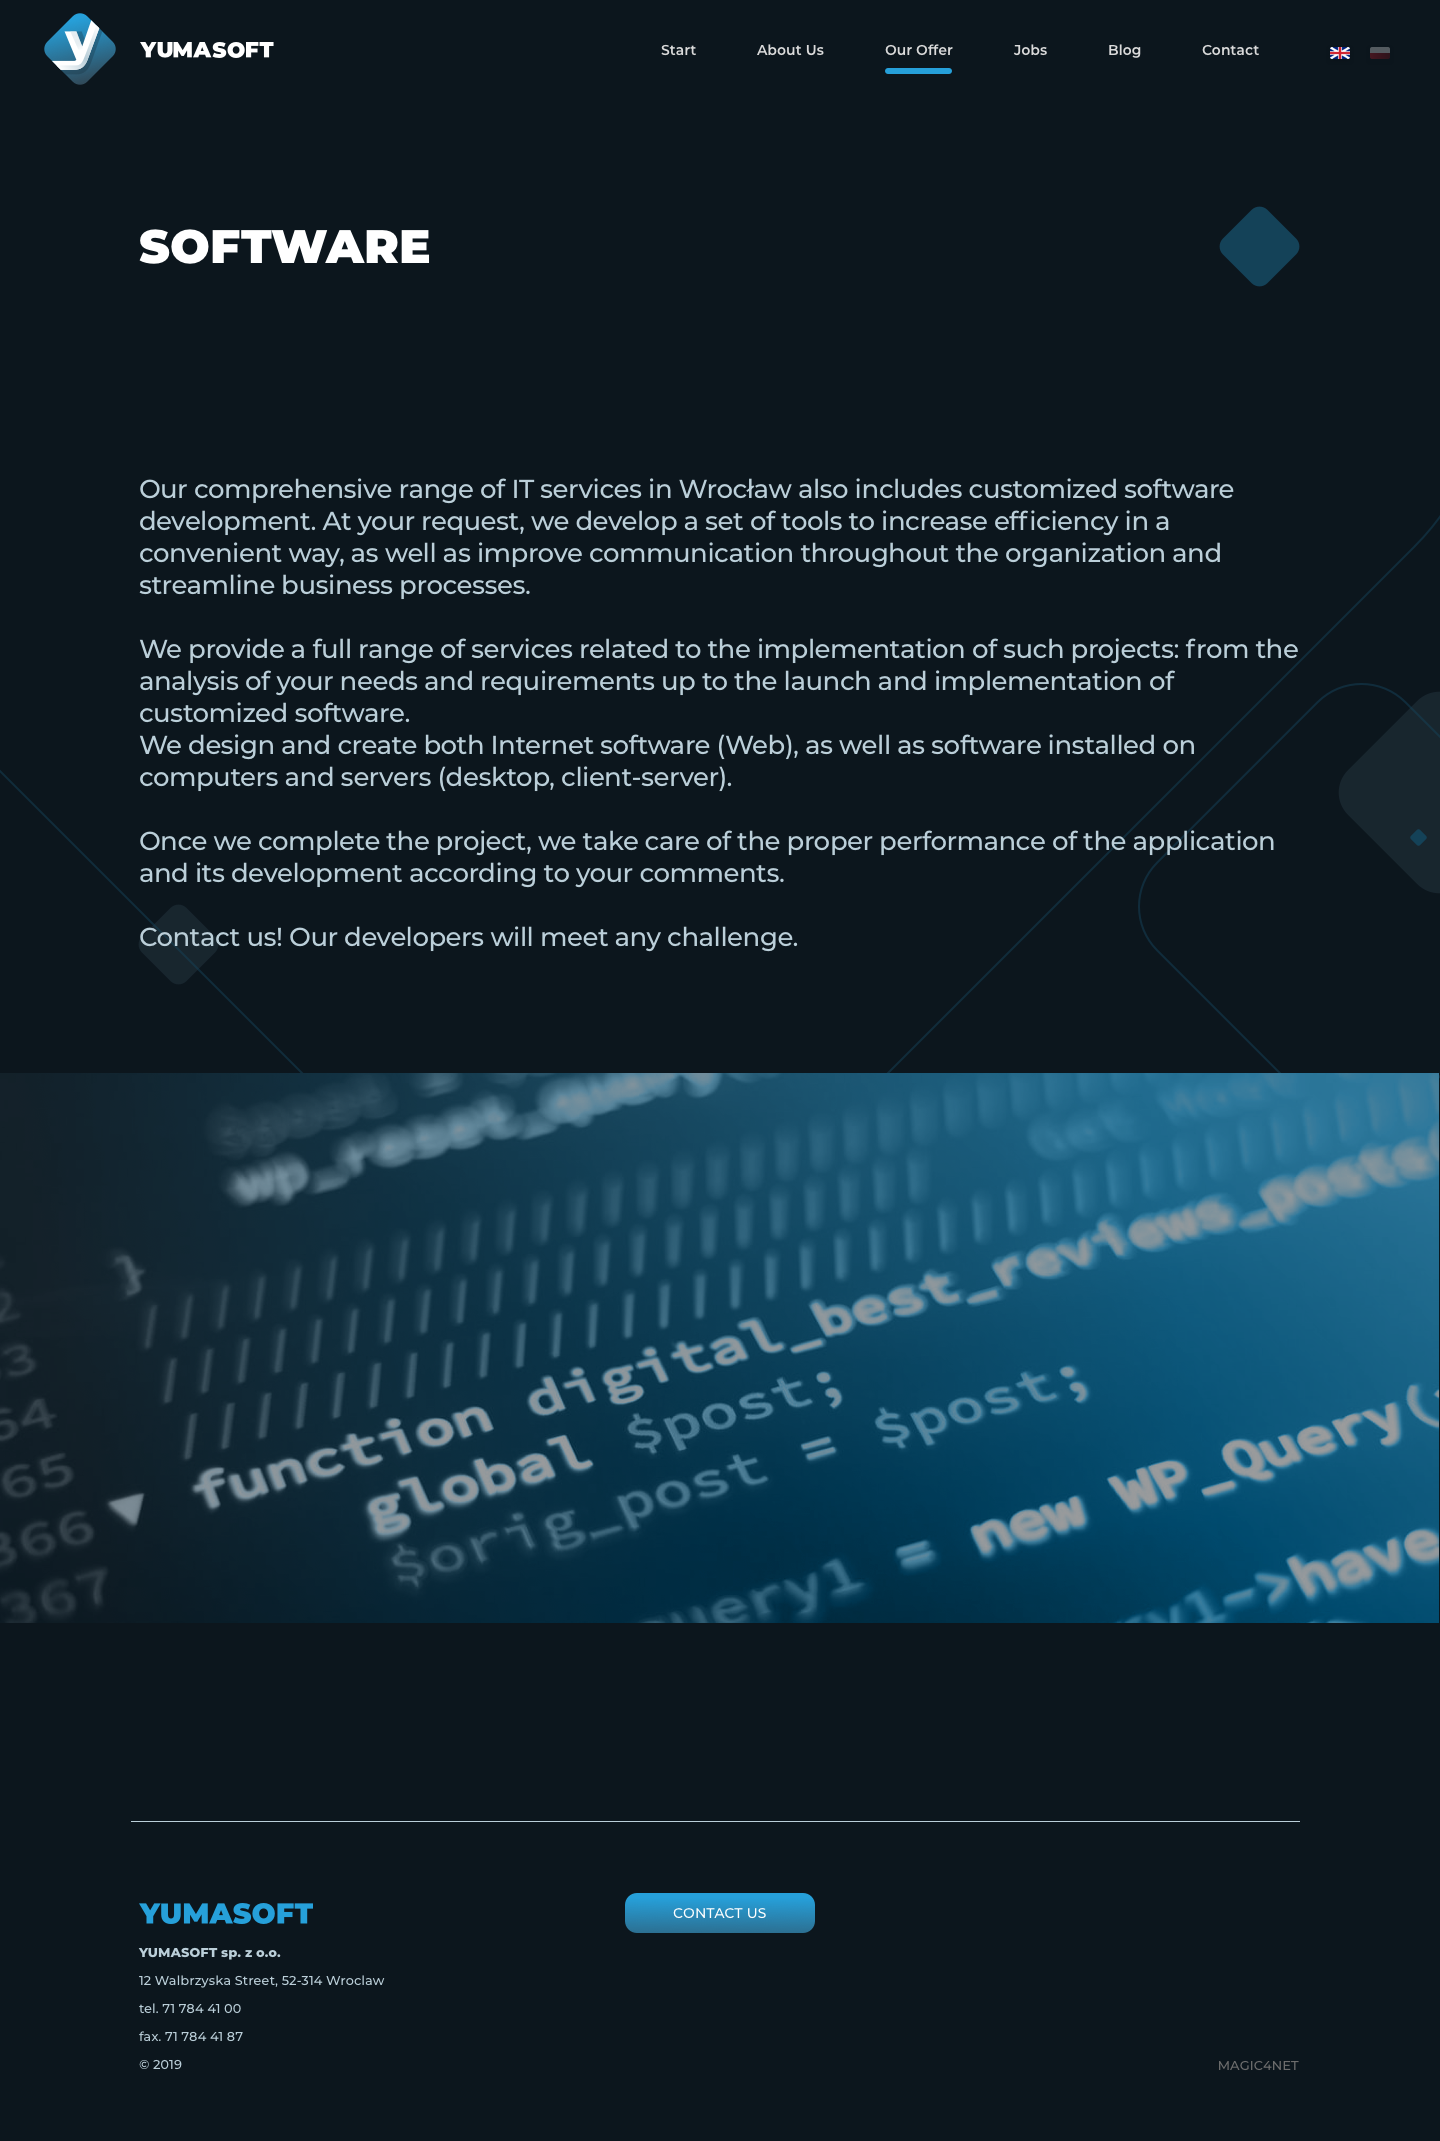 YUMASOFT
Start About Us Our Offer Jobs Blog Contact
SOFTWARE
Our comprehensive range of IT services in Wrocław also includes customized software
development. At your request, we develop a set of tools to increase efficiency in a
convenient way, as well as improve communication throughout the organization and
streamline business processes.
We provide a full range of services related to the implementation of such projects: from the
analysis of your needs and requirements up to the launch and implementation of
customized software.
We design and create both Internet software (Web), as well as software installed on
computers and servers (desktop, client-server).
Once we complete the project, we take care of the proper performance of the application
and its development according to your comments.
Contact us! Our developers will meet any challenge.
}
////////////////////
364
365
366 ▼ function digital_best_reviews_posts
367 global $post;
$orig_post = $post;
= new WP_Query(
->have
YUMASOFT
YUMASOFT sp. z o.o.
12 Walbrzyska Street, 52-314 Wroclaw
tel. 71 784 41 00
fax. 71 784 41 87
© 2019
CONTACT US
MAGIC4NET